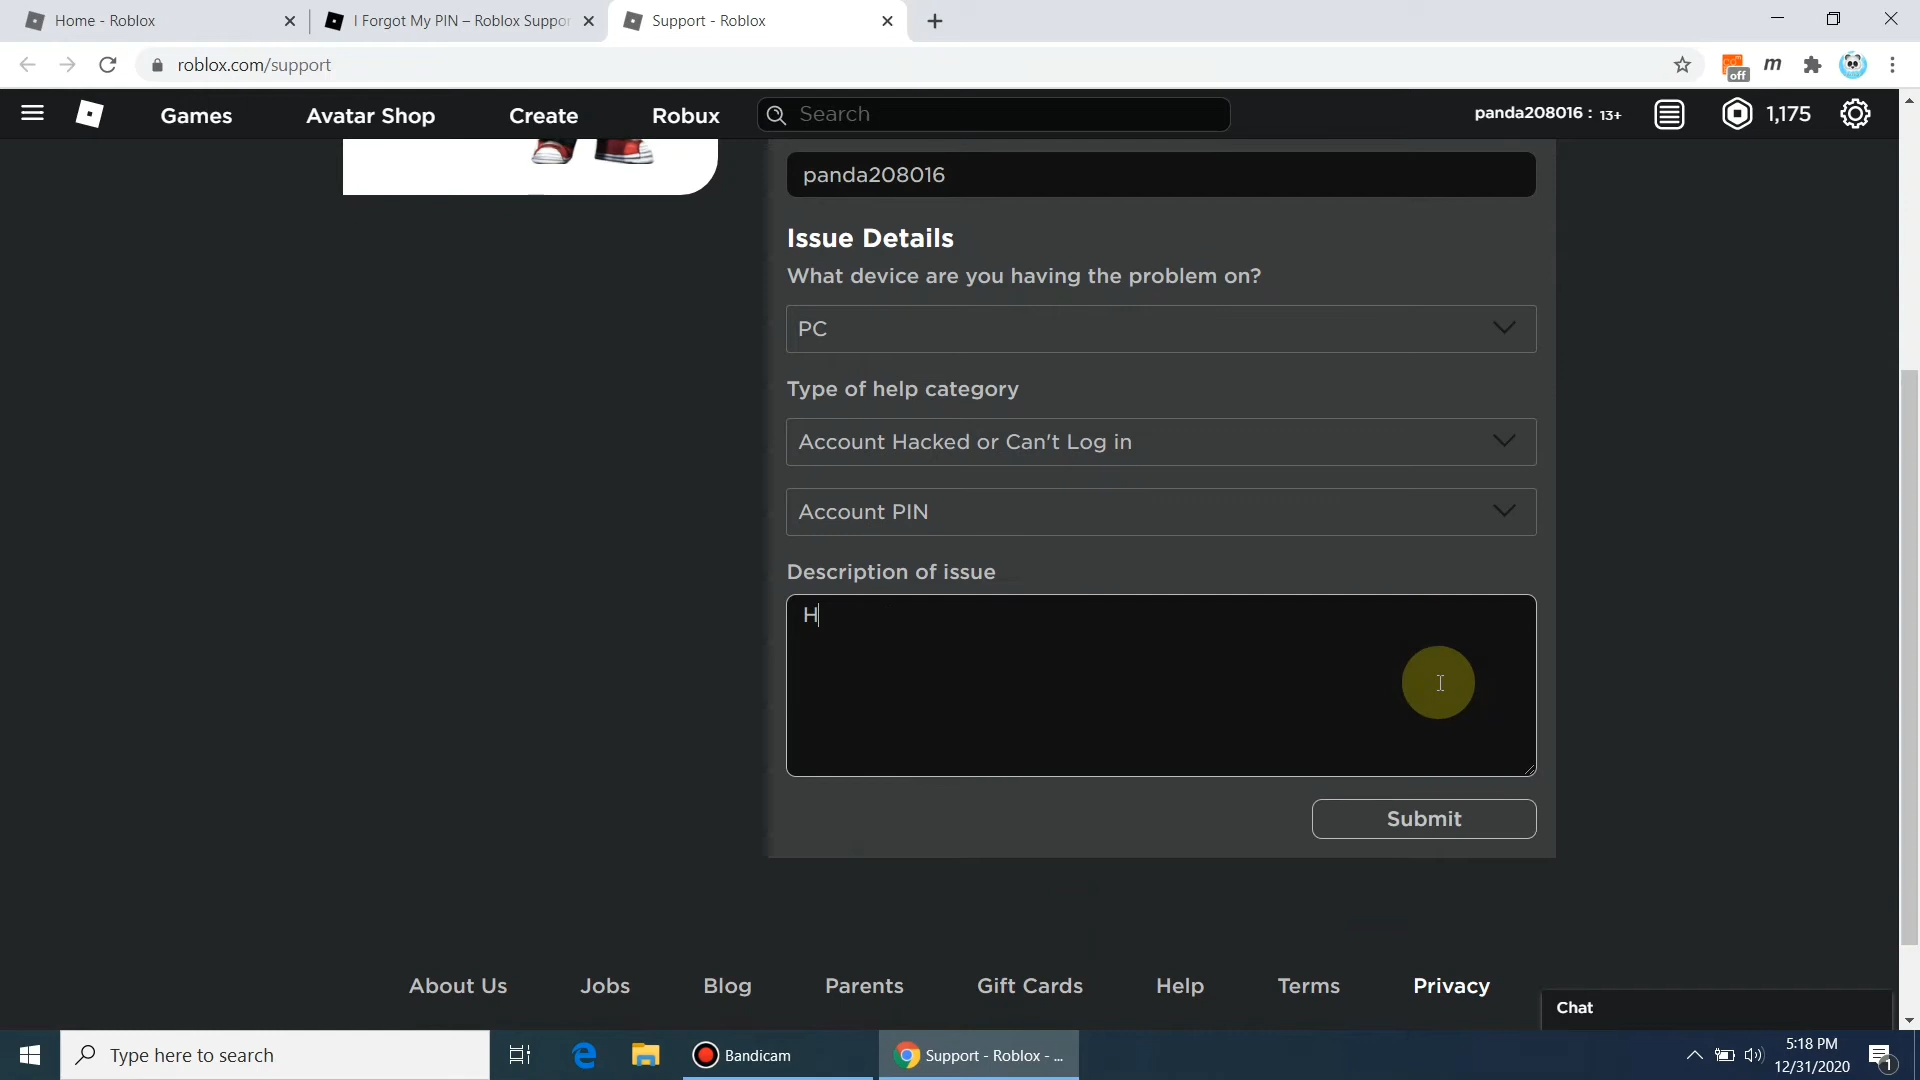 Home - Roblox
I Forgot My PIN – Roblox Suppor
Support - Roblox
roblox.com/support
off
m
Games
Avatar Shop
Create
Robux
Search
panda208016 : 13+
1,175
panda208016
Issue Details
What device are you having the problem on?
PC
Type of help category
Account Hacked or Can't Log in
Account PIN
Description of issue
H
Submit
About Us
Jobs
Blog
Parents
Gift Cards
Help
Terms
Privacy
Chat
Type here to search
Bandicam
Support - Roblox - ...
5:18 PM
12/31/2020
1